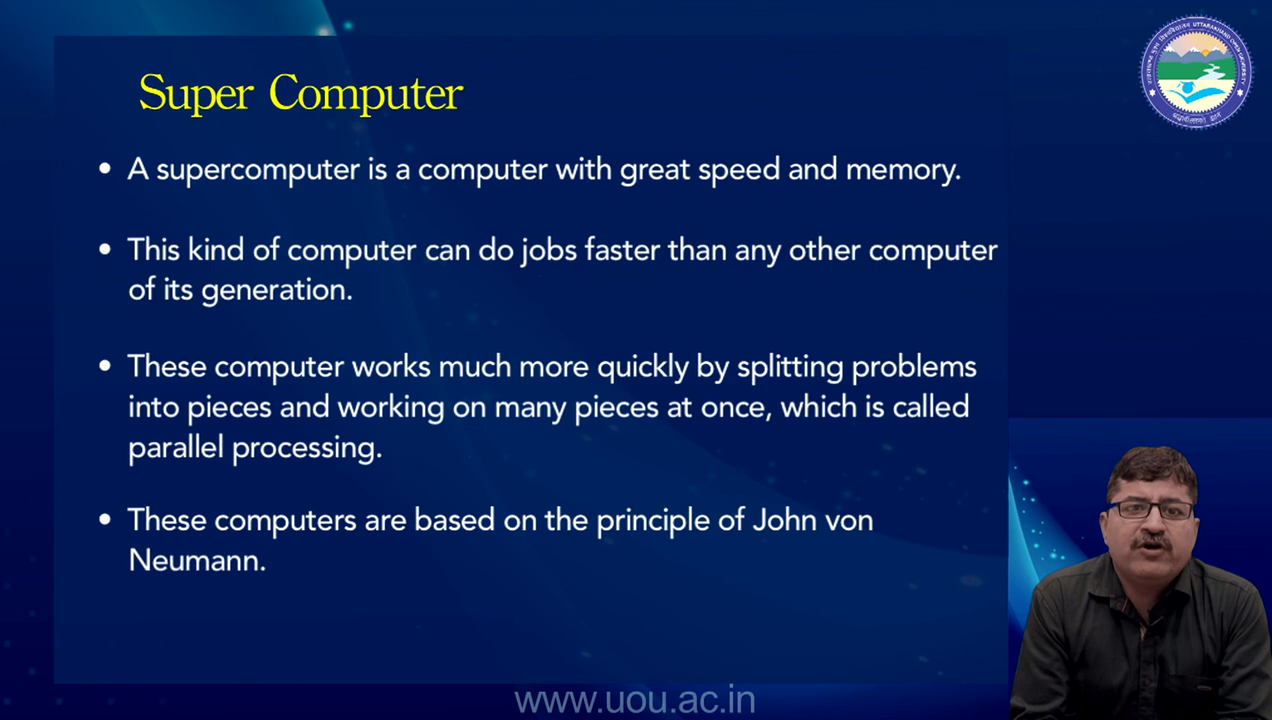 Super Computer
UTTARAKHAND OPEN UNIVERSITY
• A supercomputer is a computer with great speed and memory.
• This kind of computer can do jobs faster than any other computer
of its generation.
• These computer works much more quickly by splitting problems
into pieces and working on many pieces at once, which is called
parallel processing.
• These computers are based on the principle of John von
Neumann.
www.uou.ac.in